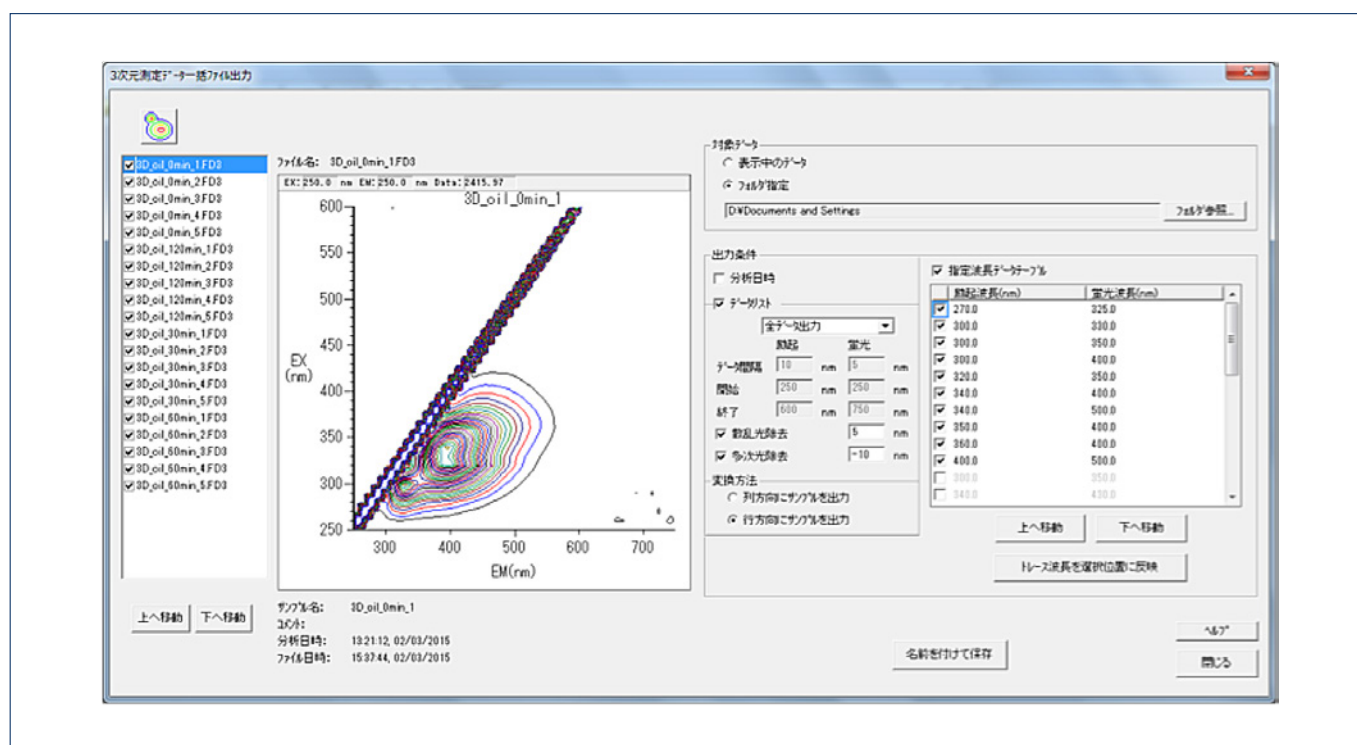 3次元測定ﾃﾞｰﾀ一括ﾌｧｲﾙ出力
3D_oil_0min_1.FD3
3D_oil_0min_2.FD3
3D_oil_0min_3.FD3
3D_oil_0min_4.FD3
3D_oil_0min_5.FD3
3D_oil_120min_1.FD3
3D_oil_120min_2.FD3
3D_oil_120min_3.FD3
3D_oil_120min_4.FD3
3D_oil_120min_5.FD3
3D_oil_30min_1.FD3
3D_oil_30min_2.FD3
3D_oil_30min_3.FD3
3D_oil_30min_4.FD3
3D_oil_30min_5.FD3
3D_oil_60min_1.FD3
3D_oil_60min_2.FD3
3D_oil_60min_3.FD3
3D_oil_60min_4.FD3
3D_oil_60min_5.FD3
上へ移動 下へ移動
ﾌｧｲﾙ名: 3D_oil_0min_1.FD3
EX:250.0 nm EM:250.0 nm Data:2415.97
3D_oil_0min_1
600
550
500
450
400
350
300
250
EX
(nm)
300 400 500 600 700
EM(nm)
ｻﾝﾌﾟﾙ名: 3D_oil_0min_1
ｺﾒﾝﾄ:
分析日時: 13:21:12, 02/03/2015
ﾌｧｲﾙ日時: 15:37:44, 02/03/2015
対象ﾃﾞｰﾀ
表示中のﾃﾞｰﾀ
ﾌｫﾙﾀﾞ指定
D:¥Documents and Settings
ﾌｫﾙﾀﾞ参照...
出力条件
分析日時
ﾃﾞｰﾀﾘｽﾄ
全ﾃﾞｰﾀ出力
励起 蛍光
ﾃﾞｰﾀ間隔 10 nm 5 nm
開始 250 nm 250 nm
終了 600 nm 750 nm
散乱光除去 5 nm
多次光除去 -10 nm
変換方法
列方向にｻﾝﾌﾟﾙを出力
行方向にｻﾝﾌﾟﾙを出力
指定波長ﾃﾞｰﾀﾃｰﾌﾞﾙ
励起波長(nm) 蛍光波長(nm)
270.0 325.0
300.0 330.0
300.0 350.0
300.0 400.0
320.0 350.0
340.0 400.0
340.0 500.0
350.0 400.0
360.0 400.0
400.0 500.0
300.0 350.0
340.0 430.0
上へ移動 下へ移動
ﾄﾚｰｽ波長を選択位置に反映
名前を付けて保存
ﾍﾙﾌﾟ
閉じる